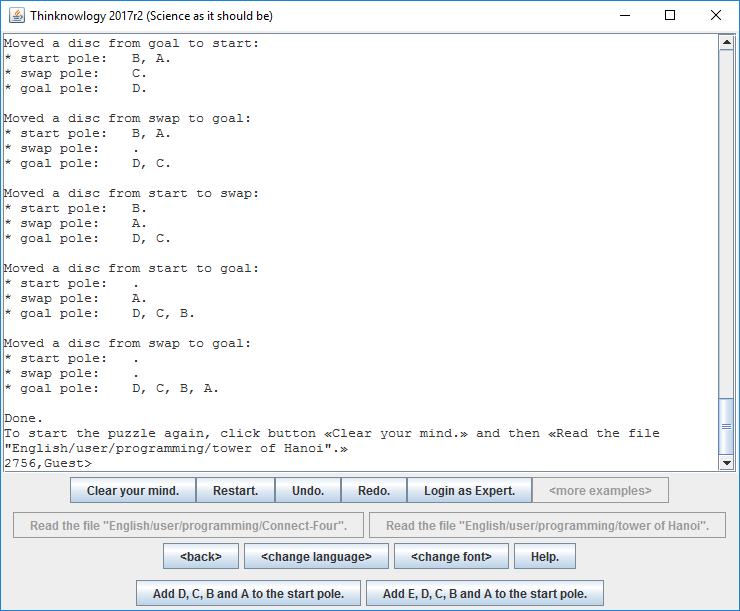 Thinknowlogy 2017r2 (Science as it should be)
Moved a disc from goal to start:
* start pole:   B, A.
* swap pole:    C.
* goal pole:    D.
Moved a disc from swap to goal:
* start pole:   B, A.
* swap pole:    .
* goal pole:    D, C.
Moved a disc from start to swap:
* start pole:   B.
* swap pole:    A.
* goal pole:    D, C.
Moved a disc from start to goal:
* start pole:   .
* swap pole:    A.
* goal pole:    D, C, B.
Moved a disc from swap to goal:
* start pole:   .
* swap pole:    .
* goal pole:    D, C, B, A.
Done.
To start the puzzle again, click button «Clear your mind.» and then «Read the file
"English/user/programming/tower of Hanoi".»
2756,Guest>
Clear your mind. Restart. Undo. Redo. Login as Expert. <more examples>
Read the file "English/user/programming/Connect-Four". Read the file "English/user/programming/tower of Hanoi".
<back> <change language> <change font> Help.
Add D, C, B and A to the start pole. Add E, D, C, B and A to the start pole.